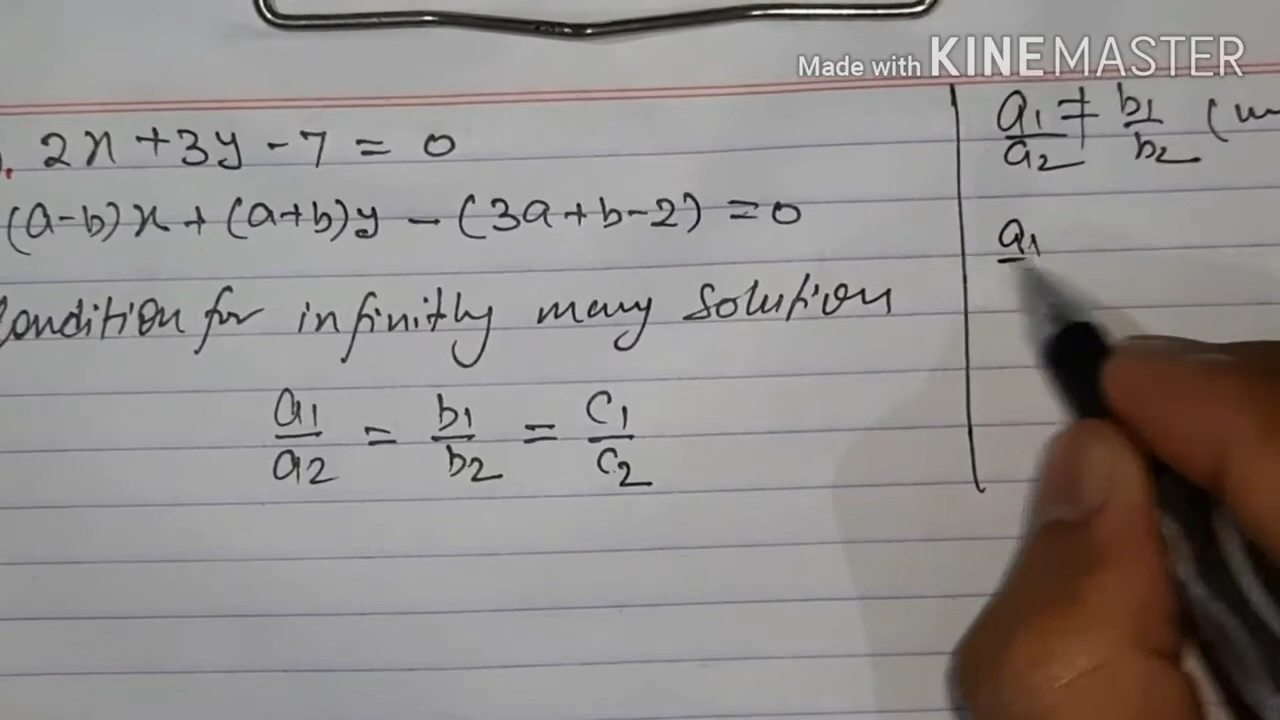 Made with KINEMASTER
2x + 3y - 7 = 0
(a-b)x + (a+b)y - (3a+b-2) = 0
Condition for infinitly many solution
a1/a2 = b1/b2 = c1/c2
a1/a2 ≠ b1/b2 (
a1